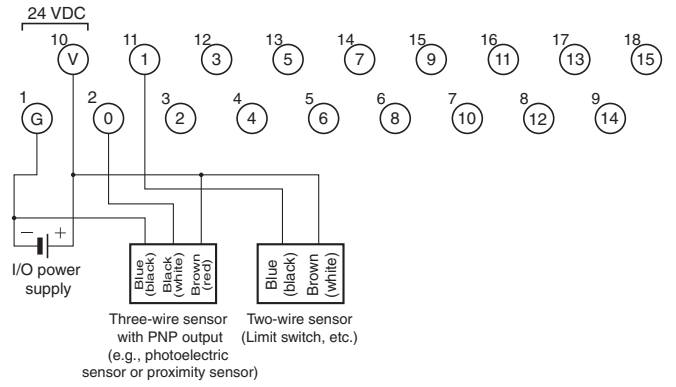 24 VDC
10 11 12 13 14 15 16 17 18
V 1 3 5 7 9 11 13 15
1 2 3 4 5 6 7 8 9
G 0 2 4 6 8 10 12 14
− +
I/O power
supply
Blue
(black)
Black
(white)
Brown
(red)
Blue
(black)
Brown
(white)
Three-wire sensor
with PNP output
(e.g., photoelectric
sensor or proximity sensor)
Two-wire sensor
(Limit switch, etc.)